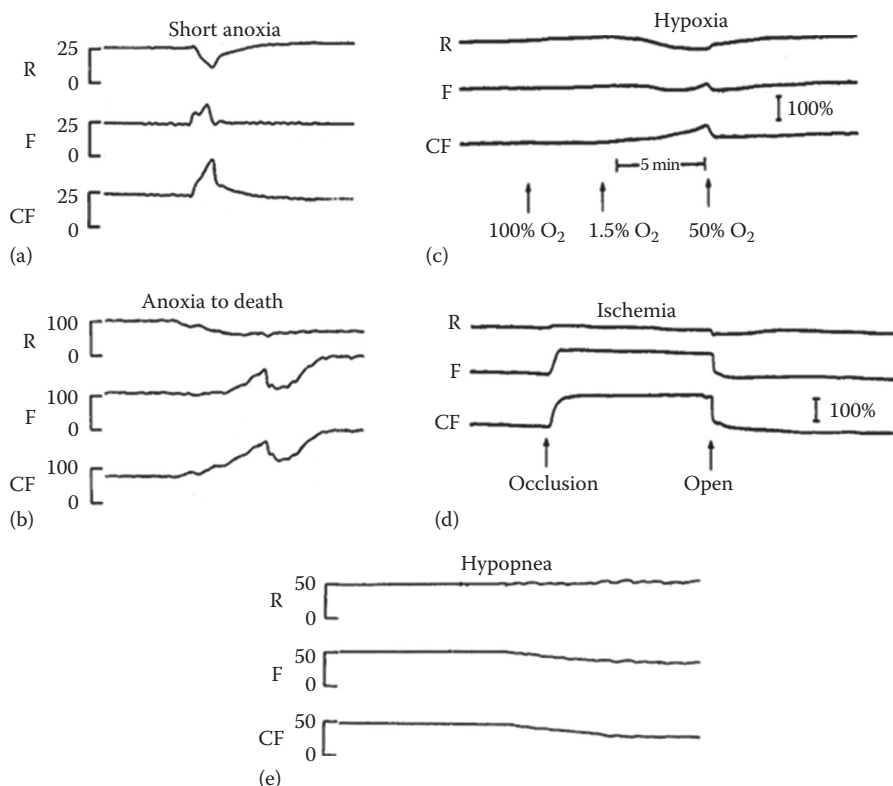 Short anoxia
R 25
0
F 25
0
CF 25
0
(a)
Hypoxia
R
F
100%
CF
5 min
100% O₂ 1.5% O₂ 50% O₂
(c)
Anoxia to death
R 100
0
F 100
0
CF 100
0
(b)
Ischemia
R
F
CF
100%
Occlusion Open
(d)
Hypopnea
R 50
0
F 50
0
CF 50
0
(e)